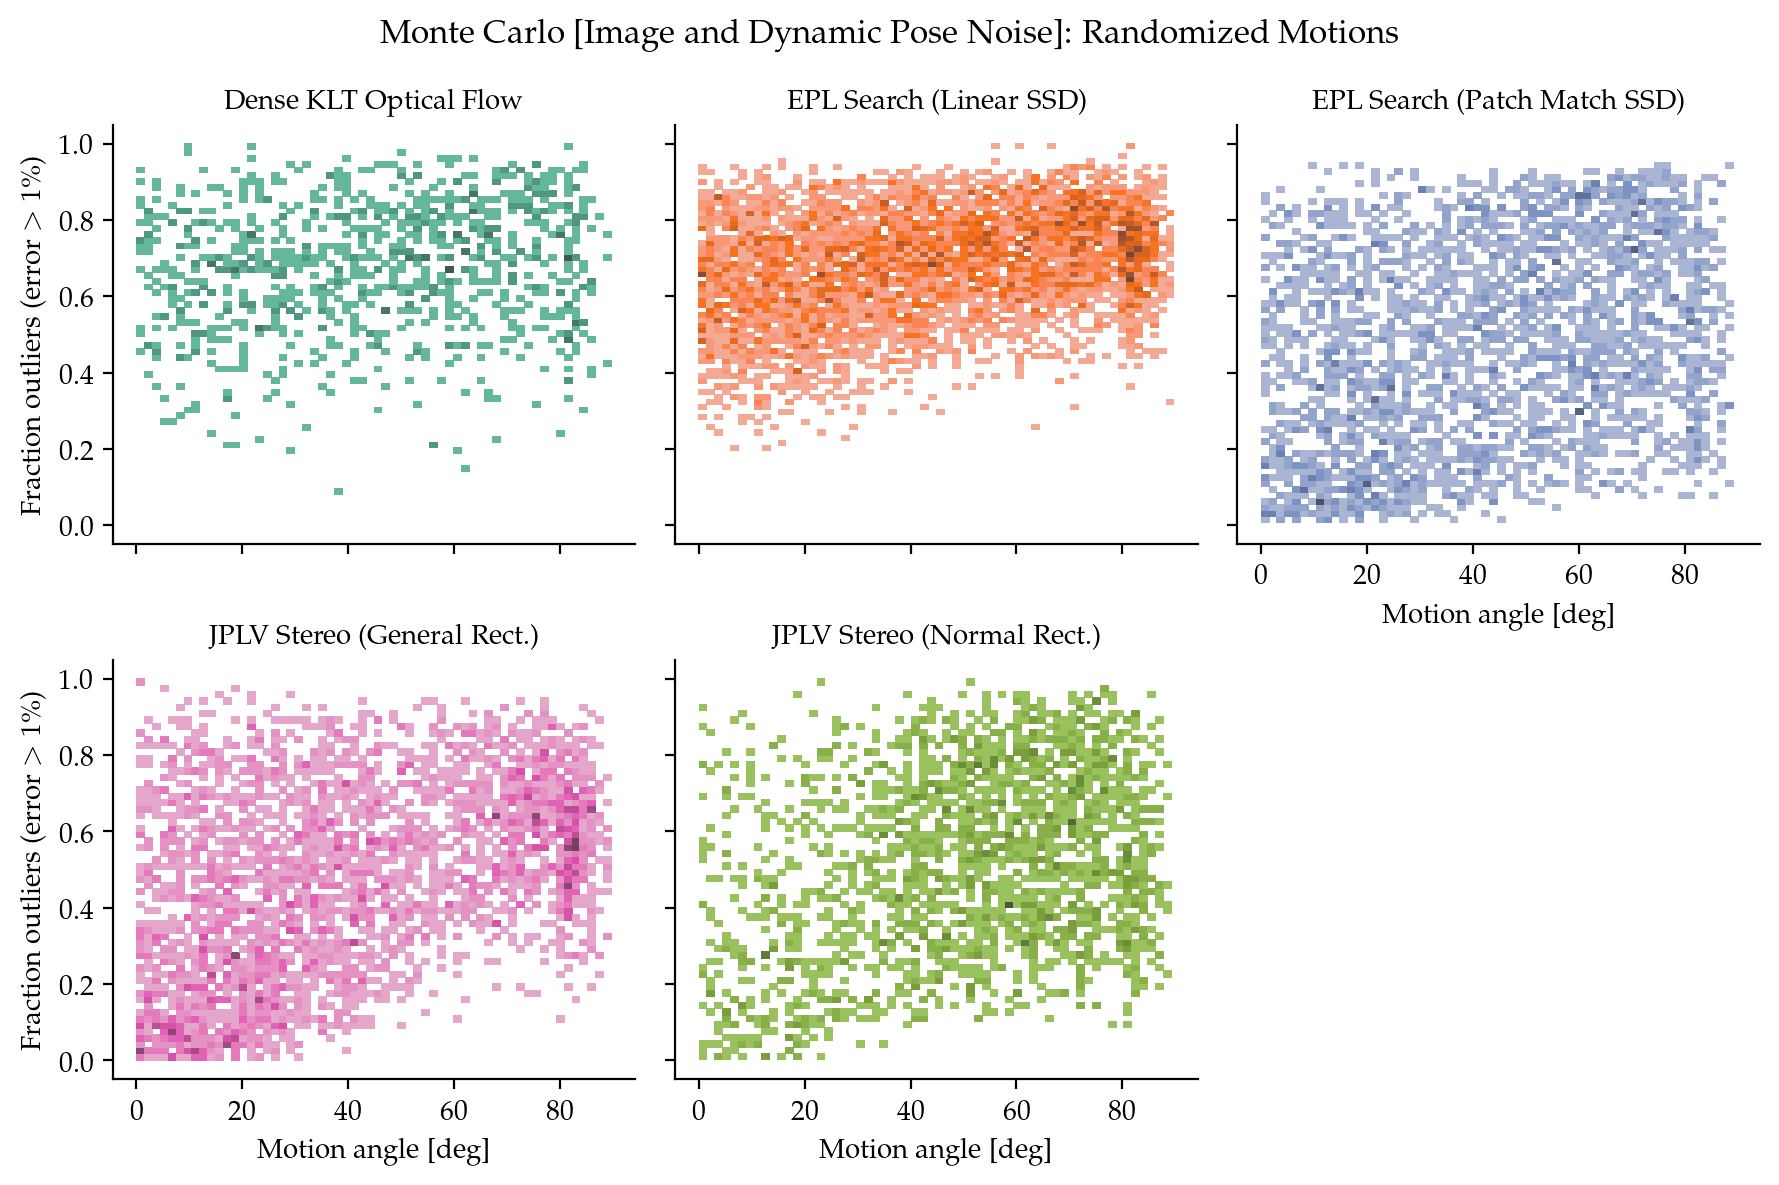 Monte Carlo [Image and Dynamic Pose Noise]: Randomized Motions
Dense KLT Optical Flow
EPL Search (Linear SSD)
EPL Search (Patch Match SSD)
Fraction outliers (error > 1%)
1.0
0.8
0.6
0.4
0.2
0.0
0 20 40 60 80
Motion angle [deg]
JPLV Stereo (General Rect.)
JPLV Stereo (Normal Rect.)
Fraction outliers (error > 1%)
1.0
0.8
0.6
0.4
0.2
0.0
0 20 40 60 80
0 20 40 60 80
Motion angle [deg]
Motion angle [deg]